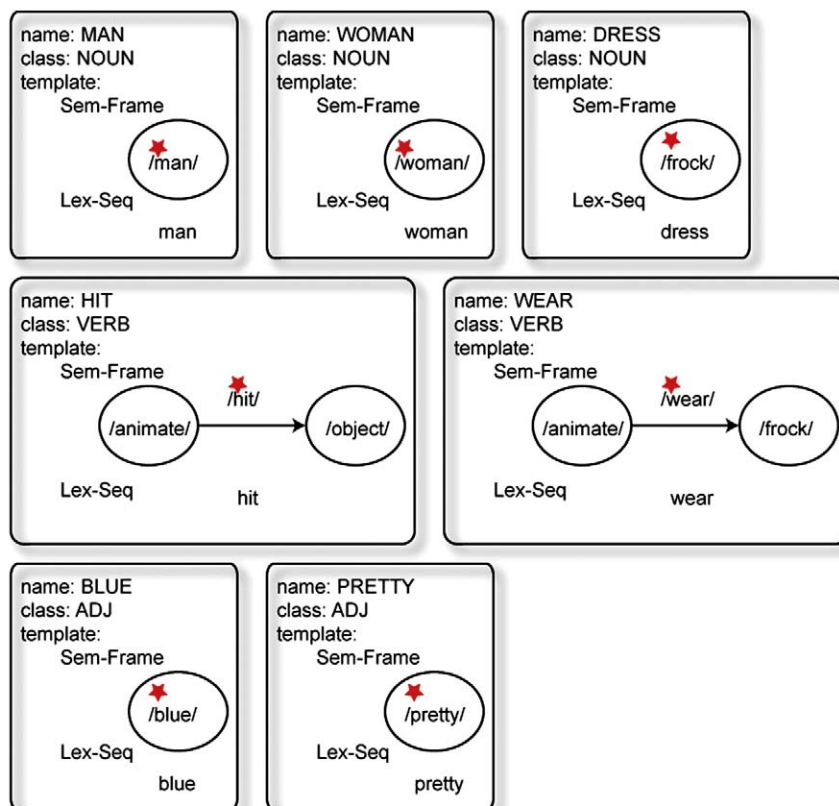 name: MAN
class: NOUN
template:
Sem-Frame
/man/
Lex-Seq
man
name: WOMAN
class: NOUN
template:
Sem-Frame
/woman/
Lex-Seq
woman
name: DRESS
class: NOUN
template:
Sem-Frame
/frock/
Lex-Seq
dress
name: HIT
class: VERB
template:
Sem-Frame
/hit/
/animate/ /object/
Lex-Seq
hit
name: WEAR
class: VERB
template:
Sem-Frame
/wear/
/animate/ /frock/
Lex-Seq
wear
name: BLUE
class: ADJ
template:
Sem-Frame
/blue/
Lex-Seq
blue
name: PRETTY
class: ADJ
template:
Sem-Frame
/pretty/
Lex-Seq
pretty